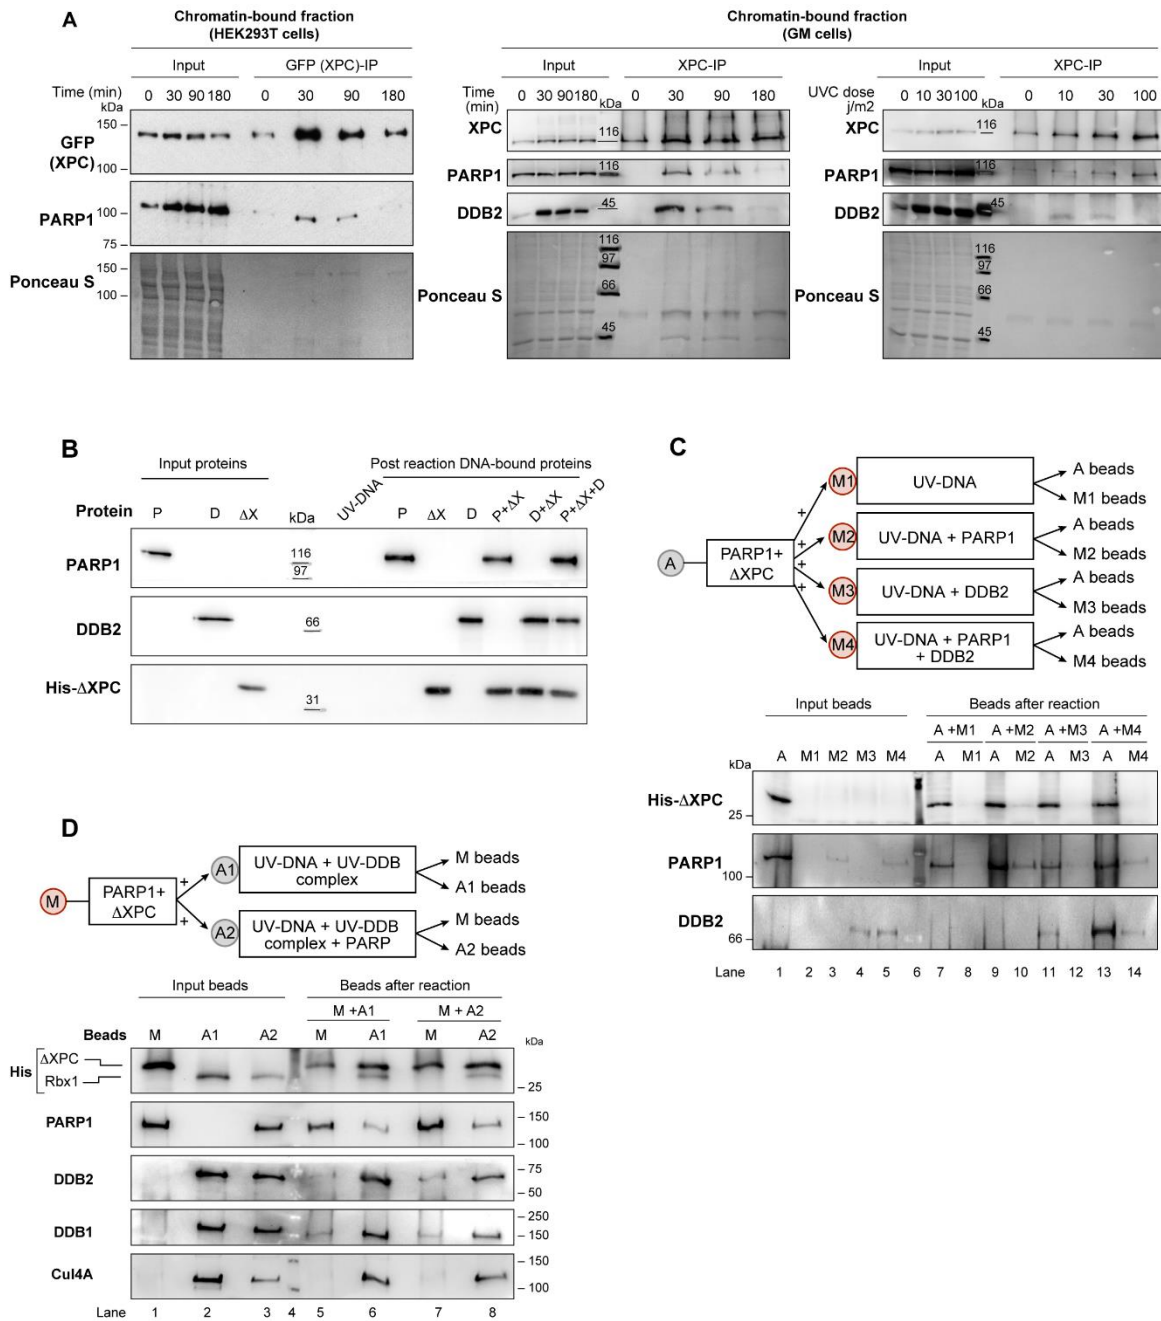 A
Chromatin-bound fraction
(HEK293T cells)
Input GFP (XPC)-IP
Time (min) 0 30 90 180 0 30 90 180
kDa
150
GFP
(XPC)
100
PARP1 100
75
150
Ponceau S 100
Chromatin-bound fraction
(GM cells)
Input XPC-IP
Time
(min) 0 30 90 180 kDa 0 30 90 180
XPC 116
PARP1 116
DDB2 45
116
97
66
Ponceau S
45
Input XPC-IP
UVC dose
j/m2 0 10 30 100 kDa 0 10 30 100
XPC 116
PARP1 116
DDB2 45
116
97
66
Ponceau S
45
B
Input proteins Post reaction DNA-bound proteins
Protein P D ΔX kDa UV-DNA P ΔX D P+ΔX D+ΔX P+ΔX+D
PARP1 116
97
DDB2 66
His-ΔXPC
31
C
A
PARP1+
ΔXPC
+ M1 UV-DNA A beads
M1 beads
+ M2 UV-DNA + PARP1 A beads
M2 beads
+ M3 UV-DNA + DDB2 A beads
M3 beads
+ M4 UV-DNA + PARP1
+ DDB2 A beads
M4 beads
Input beads Beads after reaction
A +M1 A +M2 A +M3 A +M4
kDa A M1 M2 M3 M4 A M1 A M2 A M3 A M4
His-ΔXPC
25
PARP1
100
DDB2
66
Lane 1 2 3 4 5 6 7 8 9 10 11 12 13 14
D
M
PARP1+
ΔXPC
+ A1 UV-DNA + UV-DDB
complex M beads
A1 beads
+ A2 UV-DNA + UV-DDB
complex + PARP M beads
A2 beads
Input beads Beads after reaction
M +A1 M + A2
Beads M A1 A2 M A1 M A2 kDa
His ΔXPC
Rbx1 25
PARP1 150
100
DDB2 75
50
DDB1 250
150
Cul4A 150
100
Lane 1 2 3 4 5 6 7 8